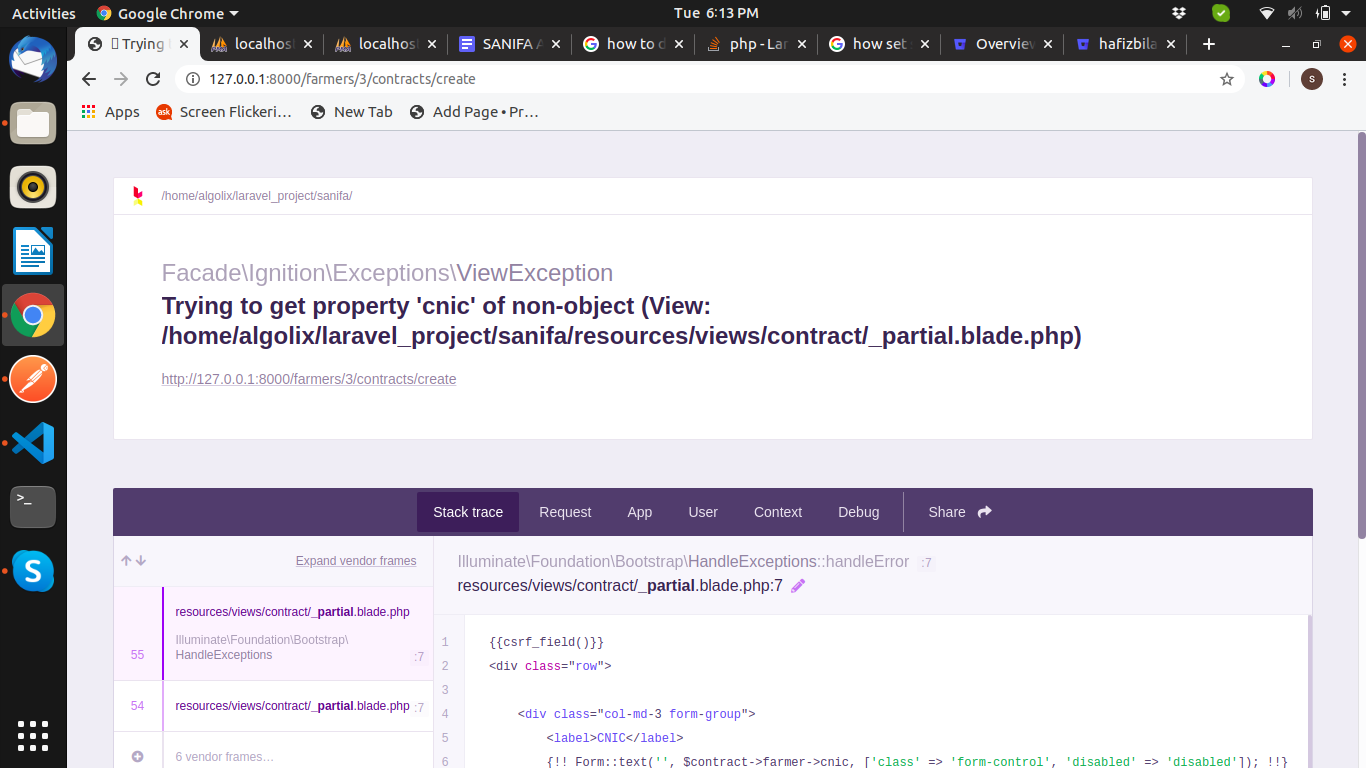 Activities
Google Chrome
Tue 6:13 PM
Trying
localhos
localhos
SANIFA A
how to d
php - Lar
how set
Overview
hafizbila
127.0.0.1:8000/farmers/3/contracts/create
S
Apps
ask
Screen Flickeri…
New Tab
Add Page • Pr…
/home/algolix/laravel_project/sanifa/
Facade\Ignition\Exceptions\ViewException
Trying to get property 'cnic' of non-object (View:
/home/algolix/laravel_project/sanifa/resources/views/contract/_partial.blade.php)
http://127.0.0.1:8000/farmers/3/contracts/create
Stack trace
Request
App
User
Context
Debug
Share
Expand vendor frames
resources/views/contract/_partial.blade.php
Illuminate\Foundation\Bootstrap\
55 HandleExceptions :7
54 resources/views/contract/_partial.blade.php :7
6 vendor frames…
Illuminate\Foundation\Bootstrap\HandleExceptions::handleError :7
resources/views/contract/_partial.blade.php:7
1 {{csrf_field()}}
2 <div class="row">
3
4 <div class="col-md-3 form-group">
5 <label>CNIC</label>
6 {!! Form::text('', $contract->farmer->cnic, ['class' => 'form-control', 'disabled' => 'disabled']); !!}
>_
S